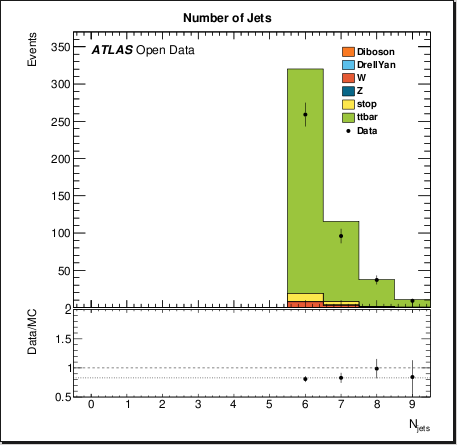 Number of Jets
Events
ATLAS Open Data
Diboson
DrellYan
W
Z
stop
ttbar
Data
350
300
250
200
150
100
50
Data/MC
2
1.5
1
0.5
0 1 2 3 4 5 6 7 8 9
Njets